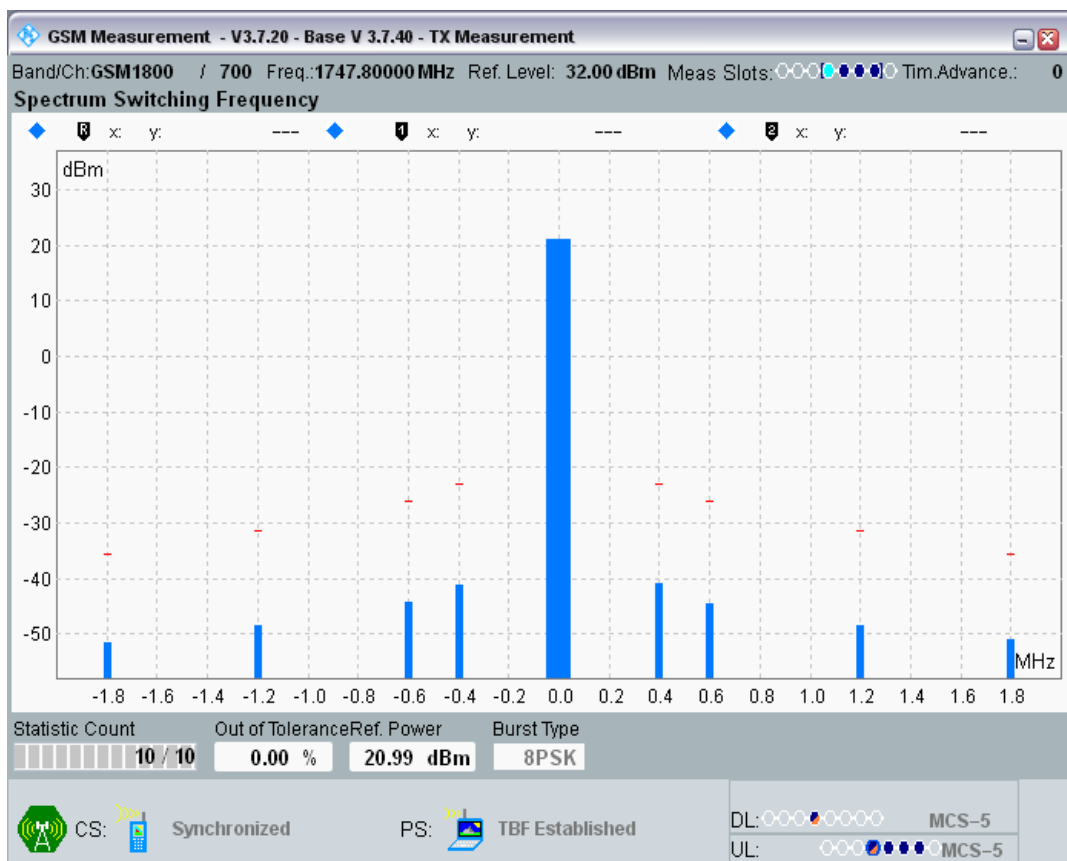 GSM Measurement - V3.7.20 - Base V 3.7.40 - TX Measurement
Band/Ch:GSM1800 / 700 Freq.:1747.80000 MHz Ref. Level: 32.00 dBm Meas Slots: Tim.Advance.: 0
Spectrum Switching Frequency
R x: y: --- 1 x: y: --- 2 x: y: ---
dBm
30
20
10
0
-10
-20
-30
-40
-50
MHz
-1.8 -1.6 -1.4 -1.2 -1.0 -0.8 -0.6 -0.4 -0.2 0.0 0.2 0.4 0.6 0.8 1.0 1.2 1.4 1.6 1.8
Statistic Count Out of Tolerance Ref. Power Burst Type
10 / 10 0.00 % 20.99 dBm 8PSK
CS: Synchronized PS: TBF Established
DL: MCS-5
UL: MCS-5